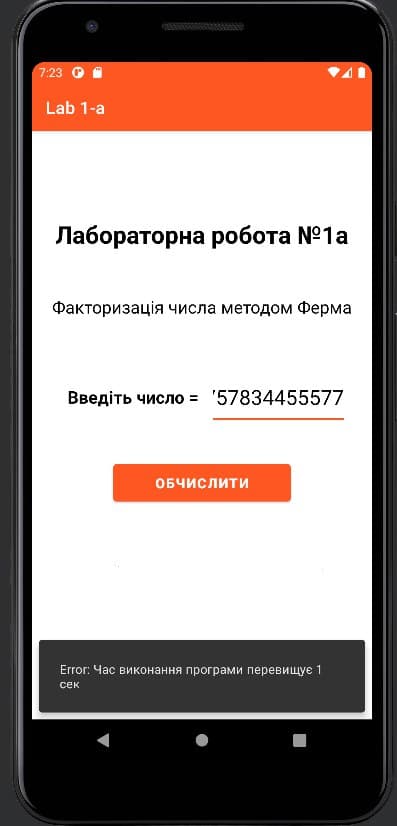 7:23
Lab 1-a
Лабораторна робота №1а
Факторизація числа методом Ферма
Введіть число = 57834455577
ОБЧИСЛИТИ
Error: Час виконання програми перевищує 1
сек